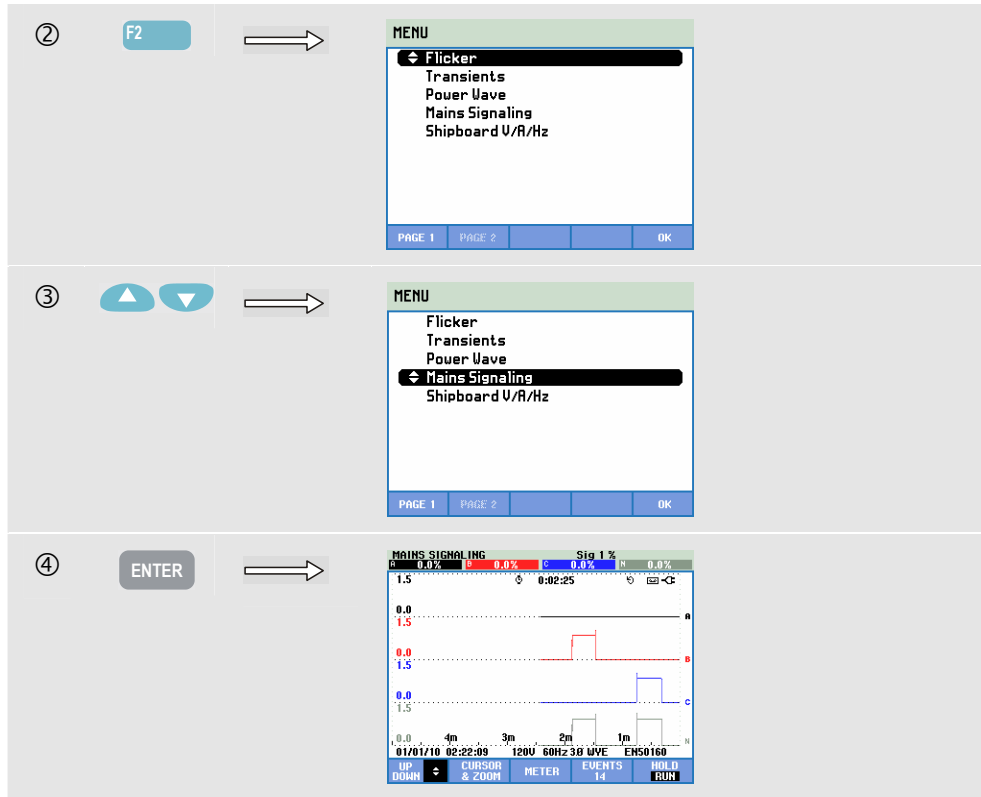 ②
F2
MENU
Flicker
Transients
Power Wave
Mains Signaling
Shipboard V/A/Hz
PAGE 1 PAGE 2 OK
③
MENU
Flicker
Transients
Power Wave
Mains Signaling
Shipboard V/A/Hz
PAGE 1 PAGE 2 OK
④
ENTER
MAINS SIGNALING Sig 1 %
A 0.0% B 0.0% C 0.0% N 0.0%
1.5 0:02:25
0.0 A
1.5
0.0 B
1.5
0.0 C
1.5
0.0 4m 3m 2m 1m N
01/01/10 02:22:09 120V 60Hz 3.0 WYE EN50160
UP DOWN CURSOR & ZOOM METER EVENTS 14 HOLD RUN